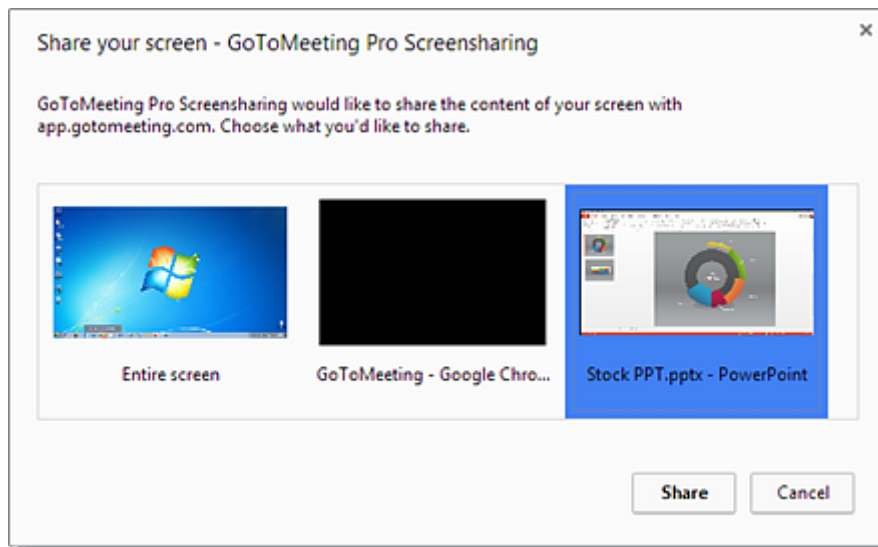 Share your screen - GoToMeeting Pro Screensharing
GoToMeeting Pro Screensharing would like to share the content of your screen with
app.gotomeeting.com. Choose what you'd like to share.
Entire screen
GoToMeeting - Google Chro...
Stock PPT.pptx - PowerPoint
Share
Cancel